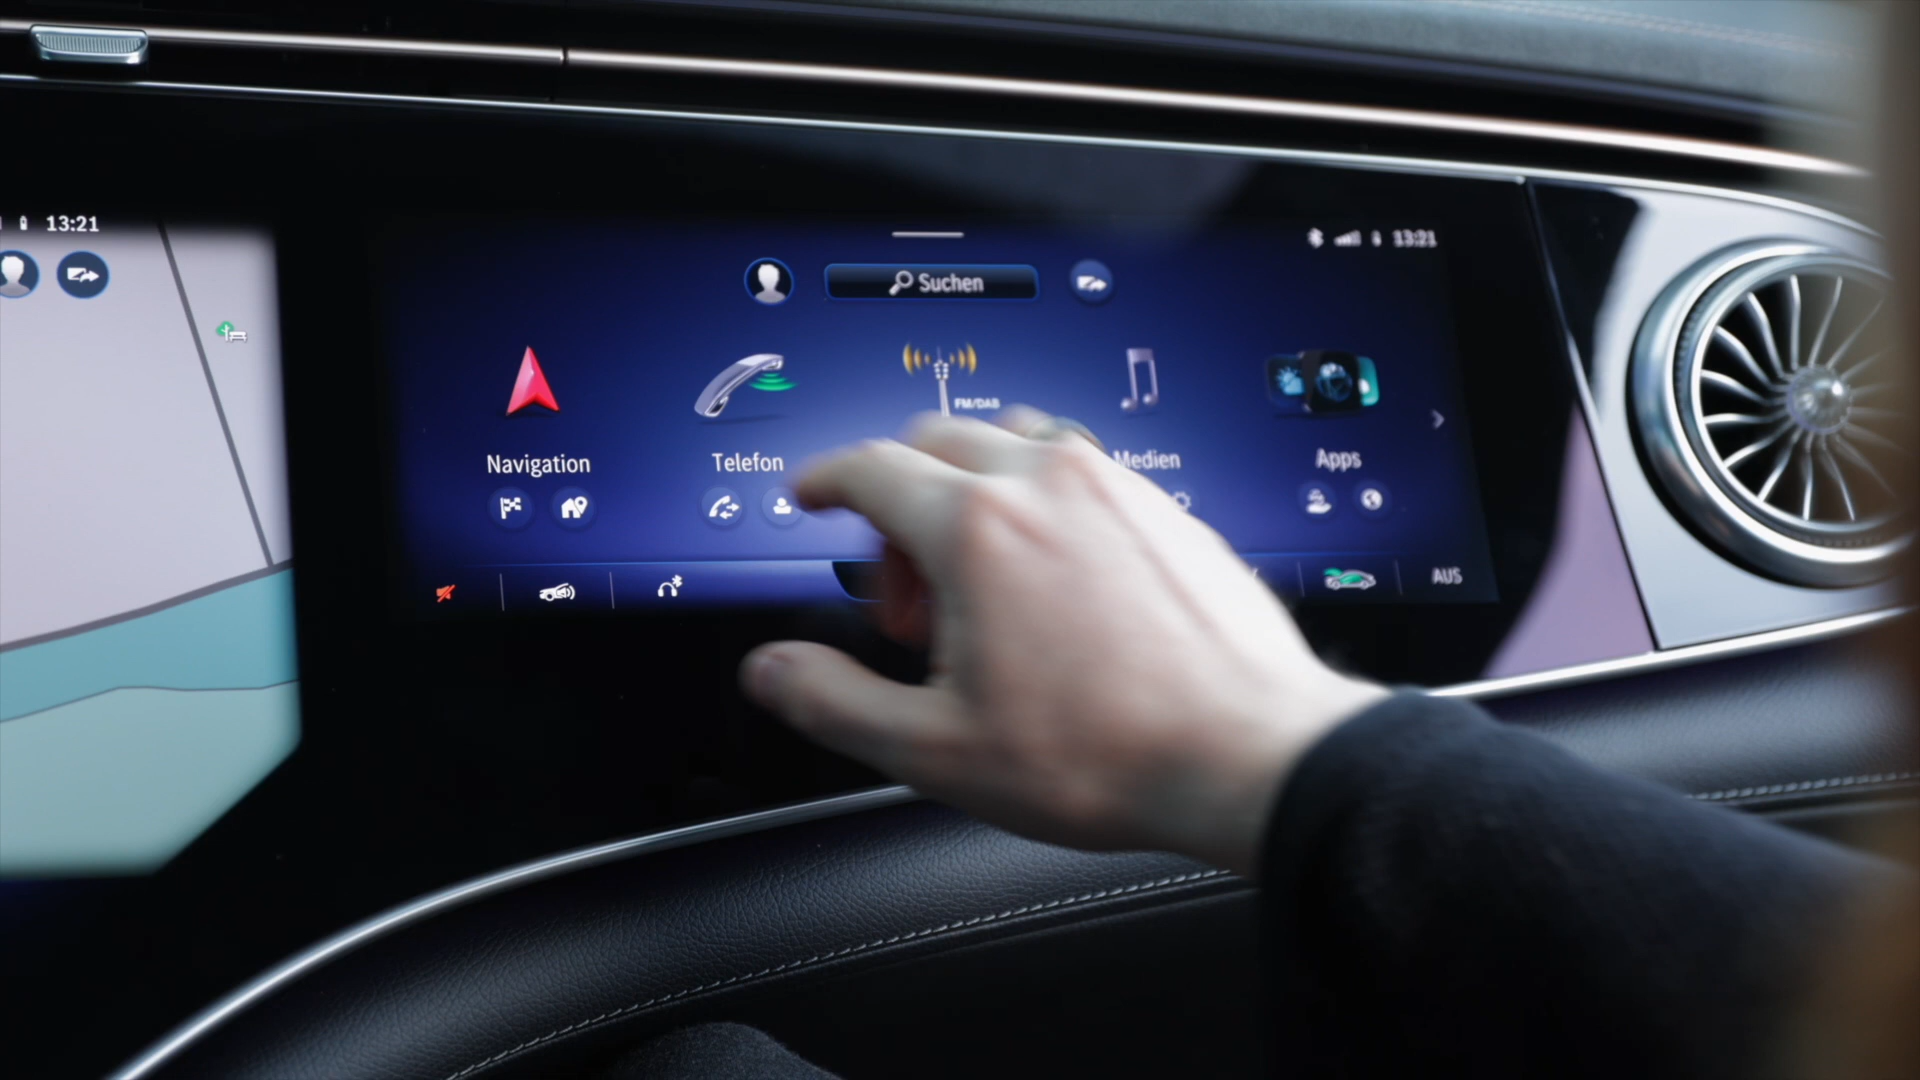 13:21
13:21
Suchen
FM/DAB
Navigation
Telefon
Medien
Apps
AUS